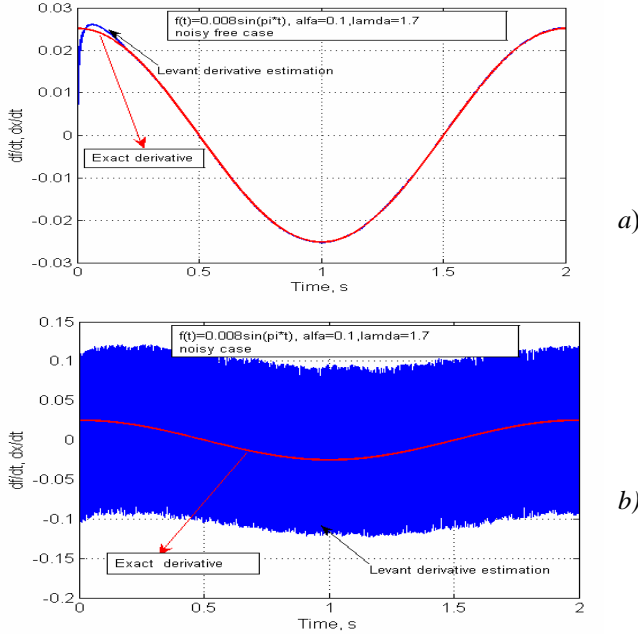 f(t)=0.008sin(pi*t), alfa=0.1,lamda=1.7
noisy free case
Levant derivative estimation
Exact derivative
df/dt, dx/dt
0.03
0.02
0.01
0
-0.01
-0.02
-0.03
0
0.5
1
1.5
2
Time, s
a)
f(t)=0.008sin(pi*t), alfa=0.1,lamda=1.7
noisy case
df/dt, dx/dt
0.15
0.1
0.05
0
-0.05
-0.1
-0.15
-0.2
Exact derivative
Levant derivative estimation
0
0.5
1
1.5
2
Time, s
b)